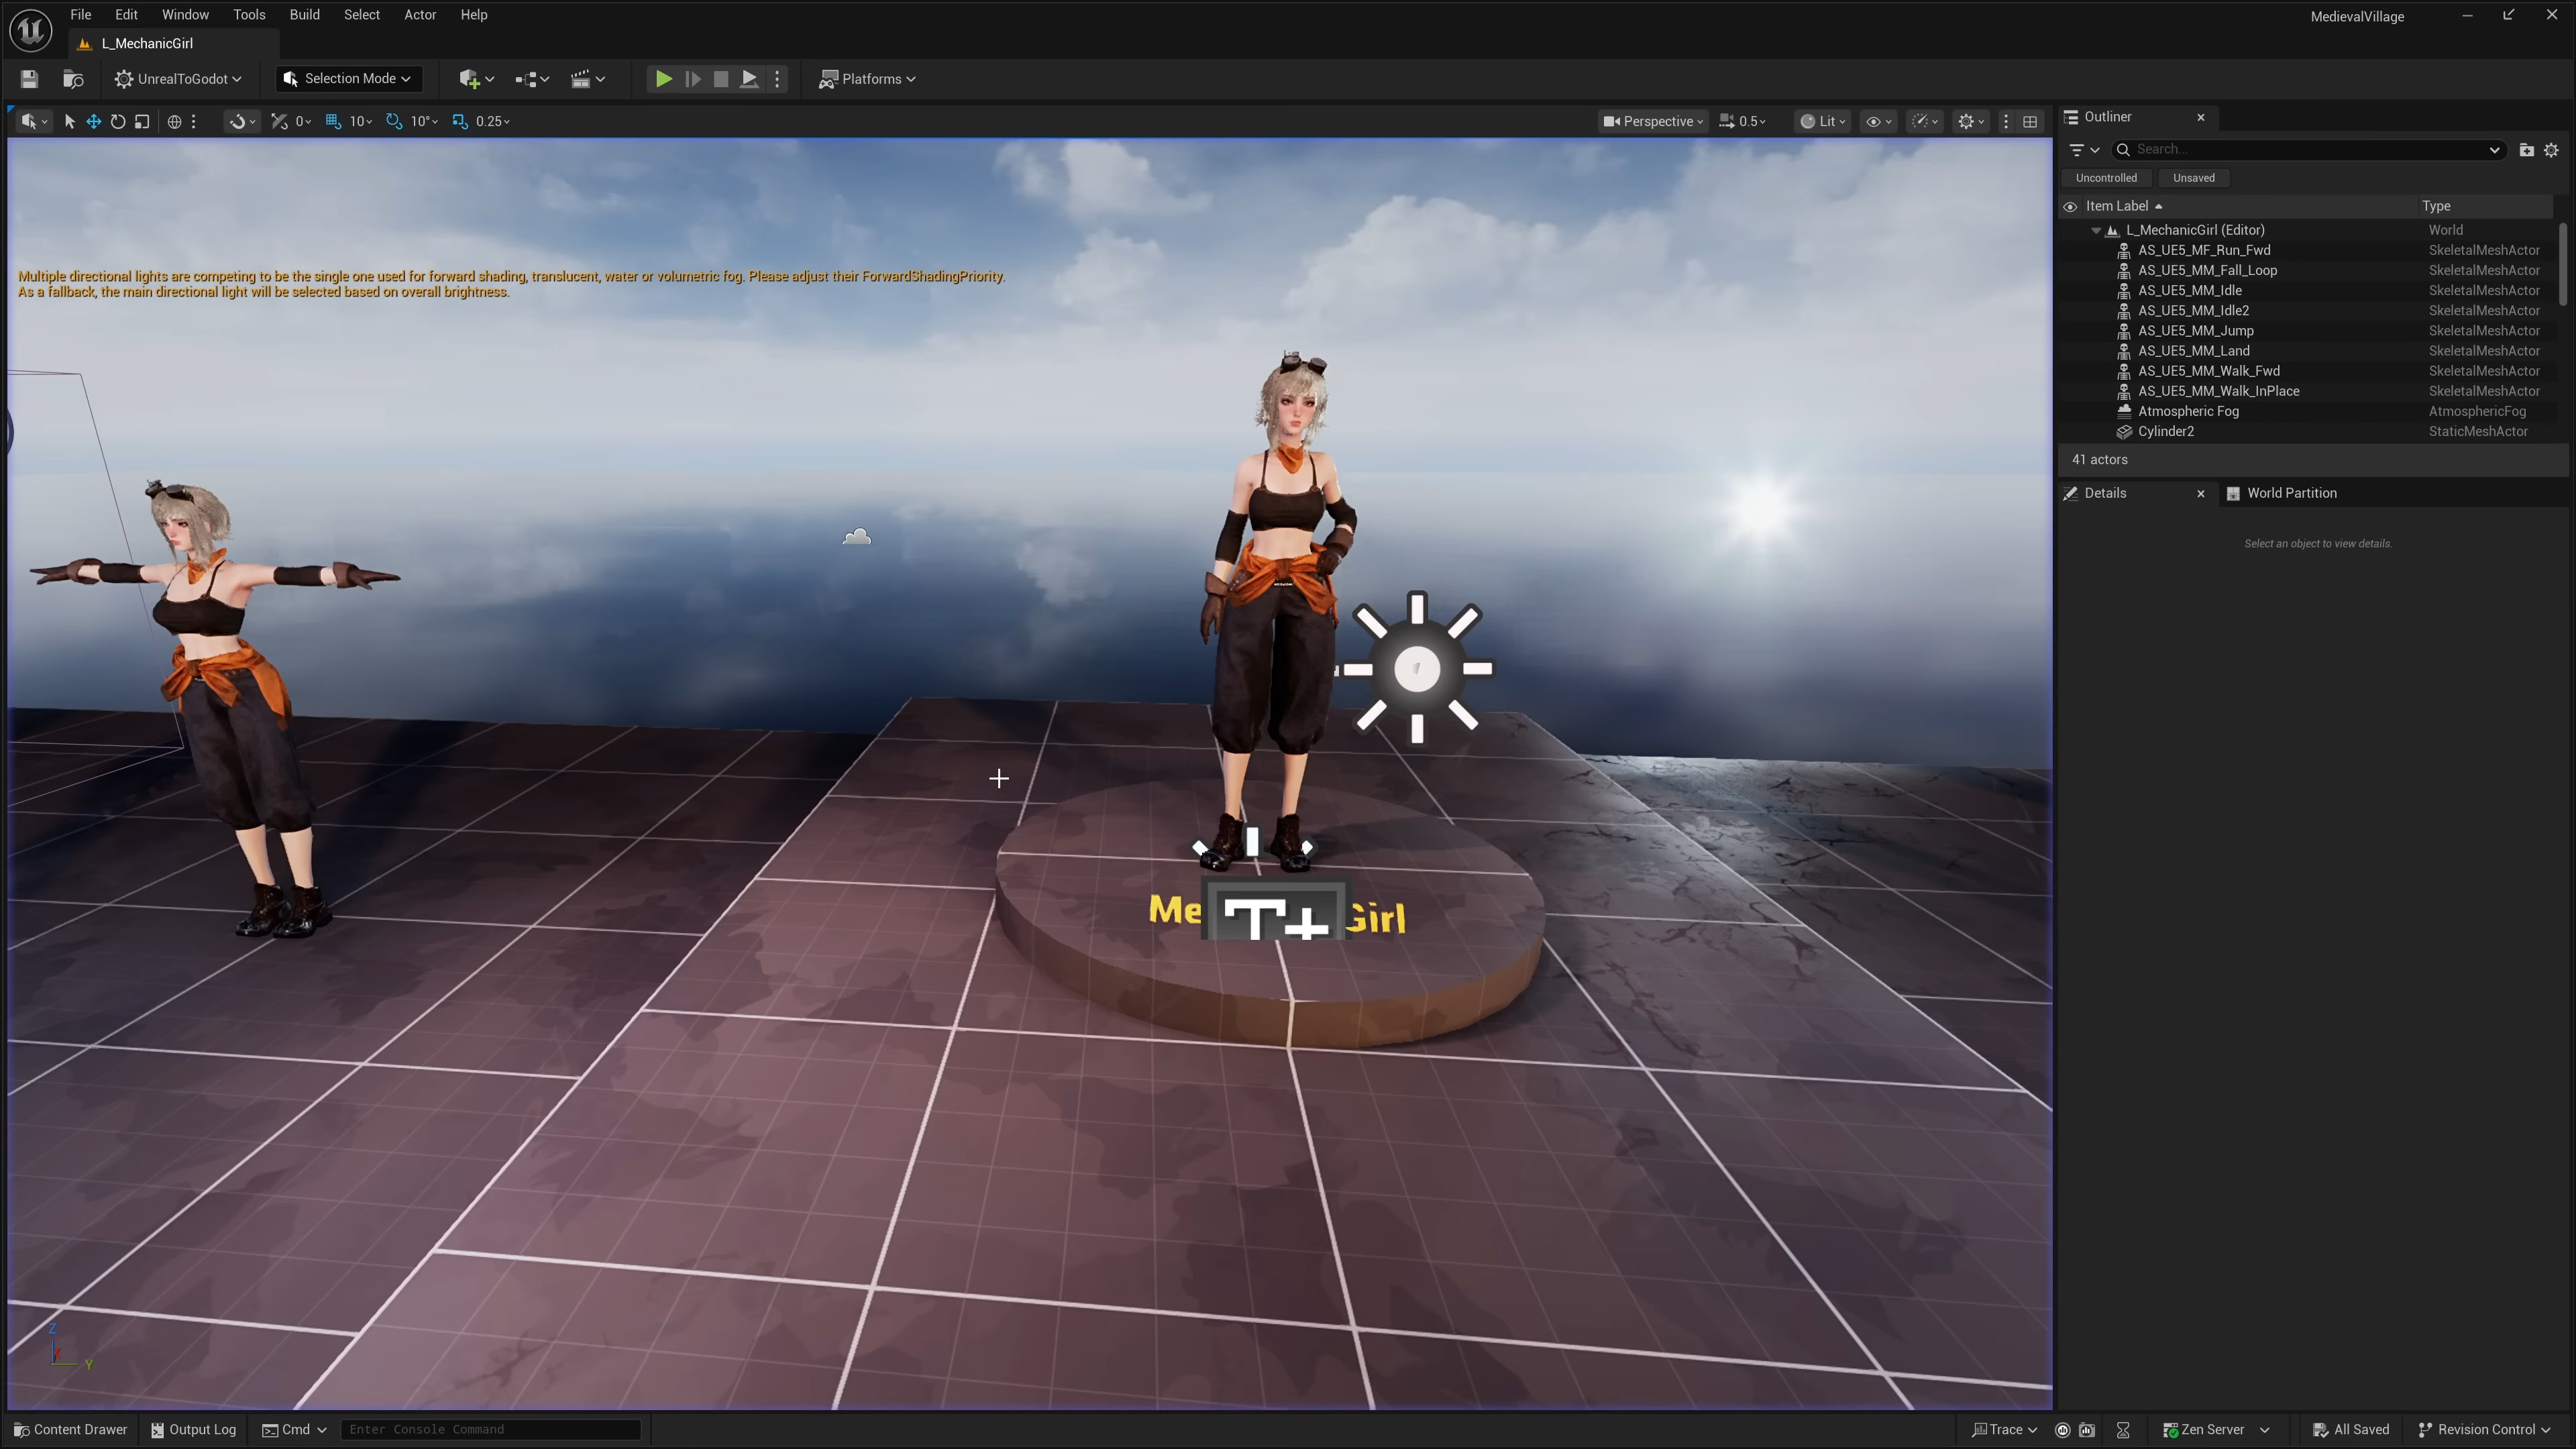 File Edit Window Tools Build Select Actor Help
MedievalVillage
L_MechanicGirl
UnrealToGodot
Selection Mode
Platforms
0 10 10° 0.25
Perspective 0.5 Lit
Multiple directional lights are competing to be the single one used for forward shading, translucent, water or volumetric fog. Please adjust their ForwardShadingPriority.
As a fallback, the main directional light will be selected based on overall brightness.
Me T+ Girl
Z
X
Y
Outliner
Search...
Uncontrolled Unsaved
Item Label Type
L_MechanicGirl (Editor) World
AS_UE5_MF_Run_Fwd SkeletalMeshActor
AS_UE5_MM_Fall_Loop SkeletalMeshActor
AS_UE5_MM_Idle SkeletalMeshActor
AS_UE5_MM_Idle2 SkeletalMeshActor
AS_UE5_MM_Jump SkeletalMeshActor
AS_UE5_MM_Land SkeletalMeshActor
AS_UE5_MM_Walk_Fwd SkeletalMeshActor
AS_UE5_MM_Walk_InPlace SkeletalMeshActor
Atmospheric Fog AtmosphericFog
Cylinder2 StaticMeshActor
41 actors
Details World Partition
Select an object to view details.
Content Drawer Output Log Cmd Enter Console Command
Trace Zen Server All Saved Revision Control